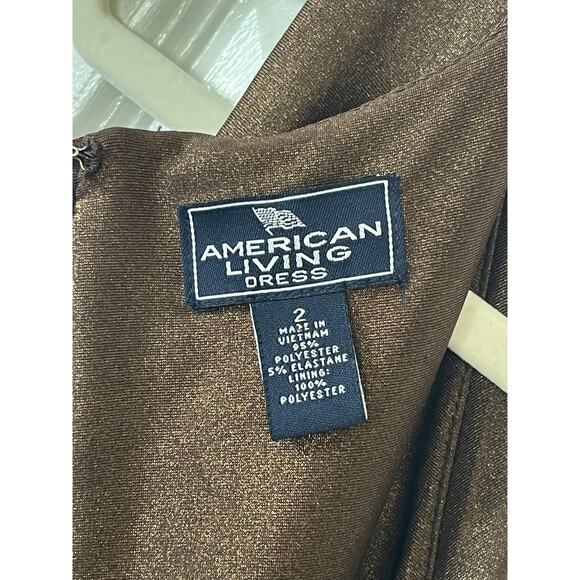 AMERICAN
LIVING
DRESS
2
MADE IN
VIETNAM
95%
POLYESTER
5% ELASTANE
LINING:
100%
POLYESTER